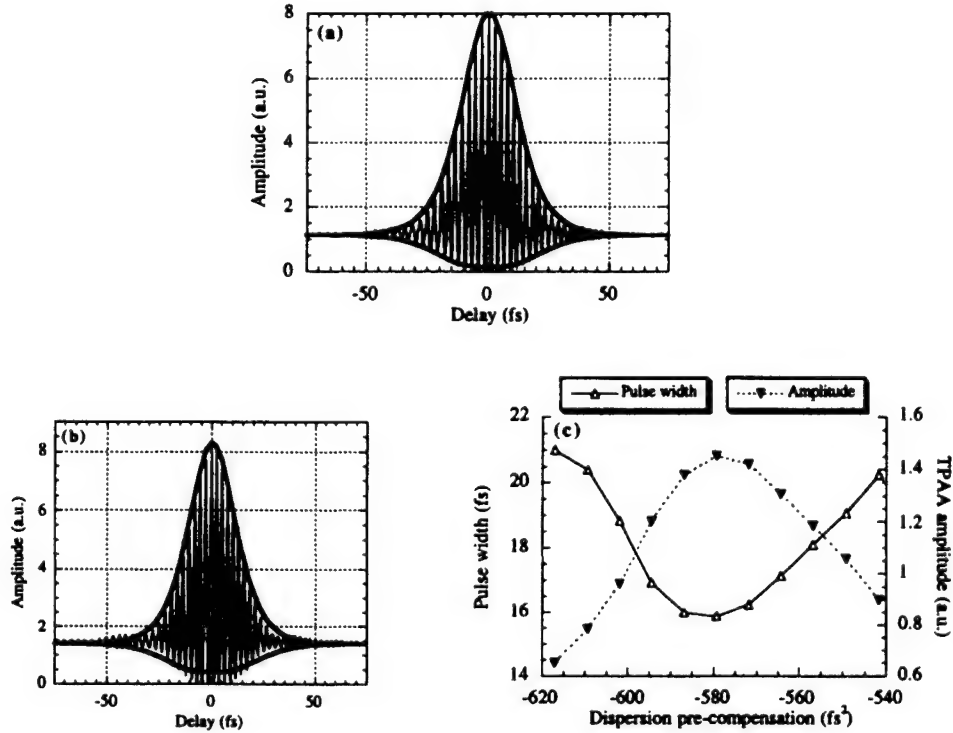 (a)
Amplitude (a.u.)
8
6
4
2
0
-50
0
50
Delay (fs)
(b)
Amplitude (a.u.)
8
6
4
2
0
-50
0
50
Delay (fs)
Pulse width
Amplitude
(c)
Pulse width (fs)
22
20
18
16
14
TPAA amplitude (a.u.)
1.6
1.4
1.2
1
0.8
0.6
-620
-600
-580
-560
-540
Dispersion pre-compensation (fs²)